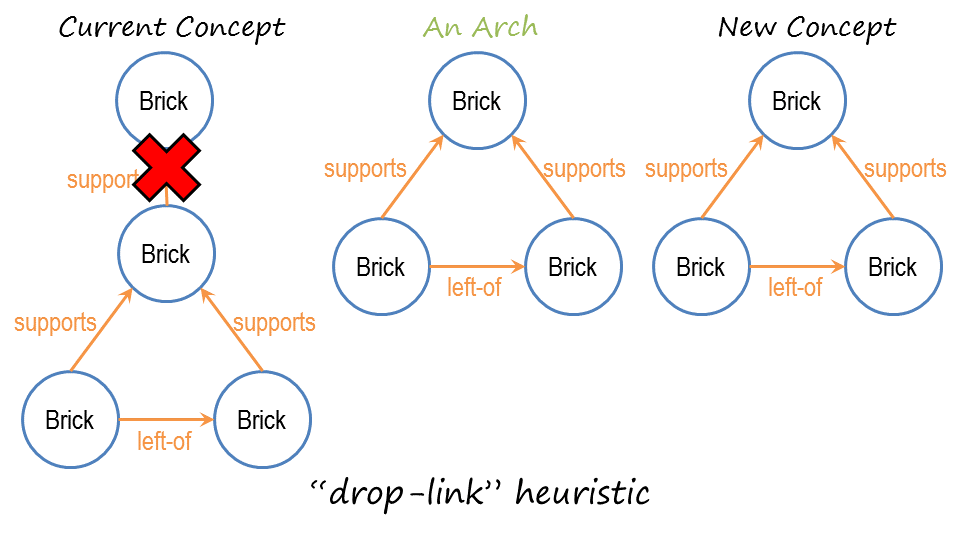 Current Concept
An Arch
New Concept
Brick
Brick
Brick
support
supports
supports
supports
supports
Brick
Brick
Brick
Brick
Brick
left-of
left-of
supports
supports
Brick
Brick
left-of
"drop-link" heuristic